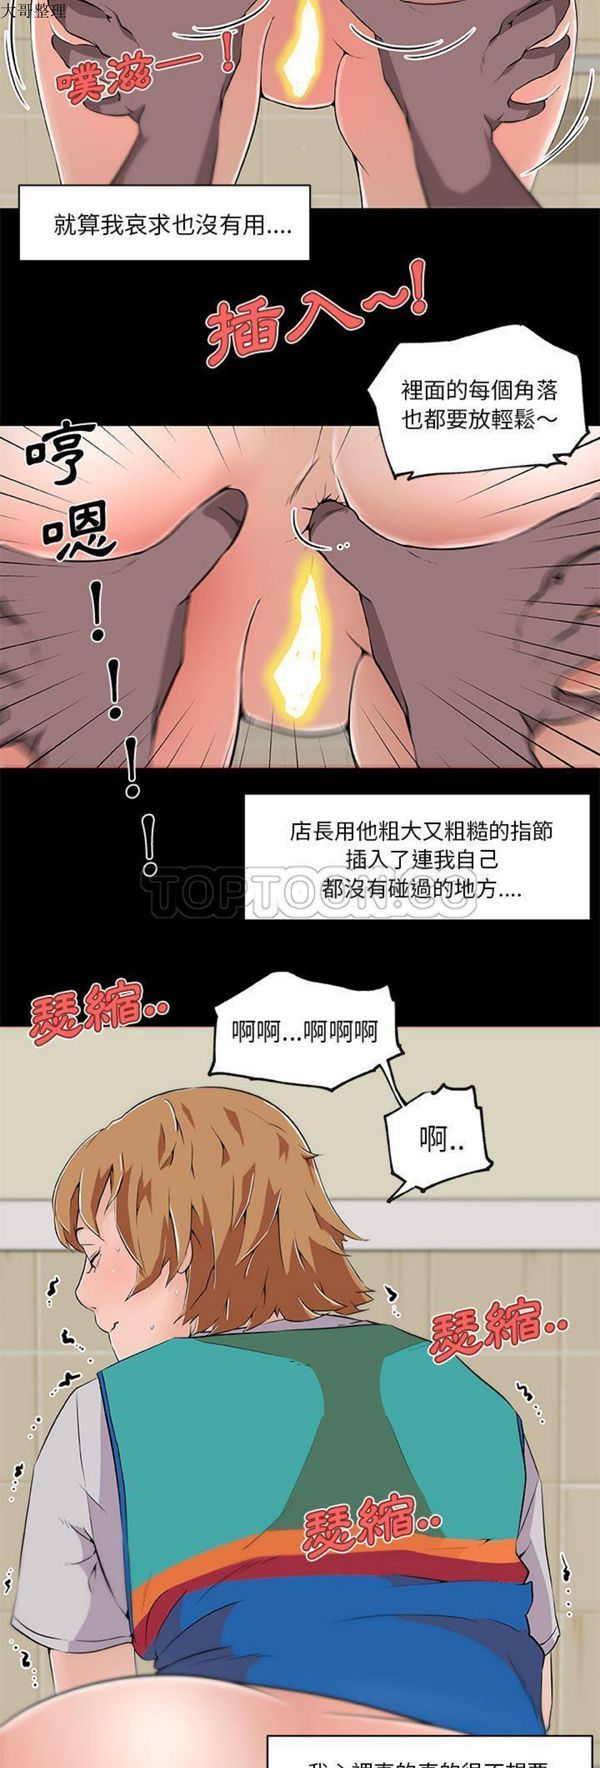 大哥整理
噗滋一！
就算我哀求也沒有用....
插入~!
裡面的每個角落
也都要放輕鬆～
哼嗯!!!!!
店長用他粗大又粗糙的指節
插入了連我自己
都沒有碰過的地方....
瑟縮..
啊啊...啊啊啊
啊..
瑟縮..
瑟縮..